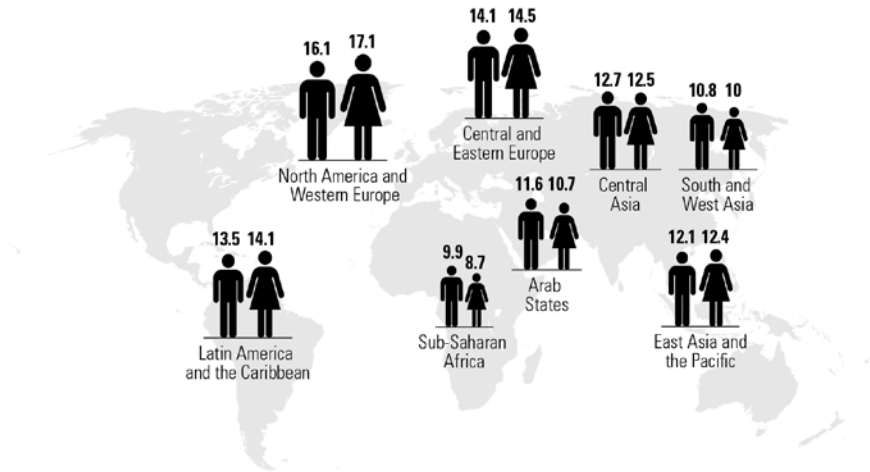 16.1 17.1
North America and
Western Europe
14.1 14.5
Central and
Eastern Europe
12.7 12.5
Central
Asia
10.8 10
South and
West Asia
13.5 14.1
Latin America
and the Caribbean
9.9 8.7
Sub-Saharan
Africa
11.6 10.7
Arab
States
12.1 12.4
East Asia and
the Pacific